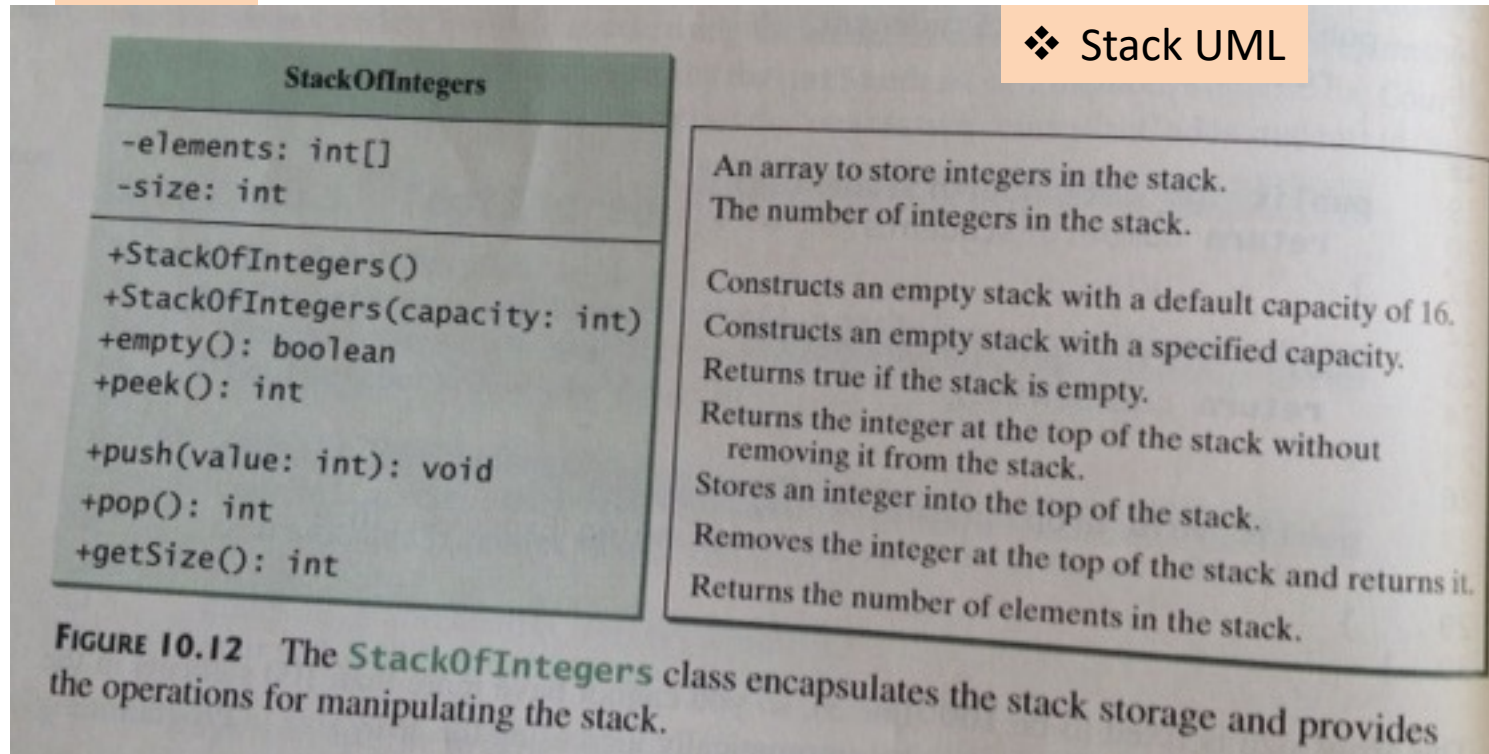 ❖ Stack UML
StackOfIntegers
-elements: int[]
-size: int
+StackOfIntegers()
+StackOfIntegers(capacity: int)
+empty(): boolean
+peek(): int
+push(value: int): void
+pop(): int
+getSize(): int
An array to store integers in the stack.
The number of integers in the stack.
Constructs an empty stack with a default capacity of 16.
Constructs an empty stack with a specified capacity.
Returns true if the stack is empty.
Returns the integer at the top of the stack without
removing it from the stack.
Stores an integer into the top of the stack.
Removes the integer at the top of the stack and returns it.
Returns the number of elements in the stack.
FIGURE 10.12 The StackOfIntegers class encapsulates the stack storage and provides
the operations for manipulating the stack.